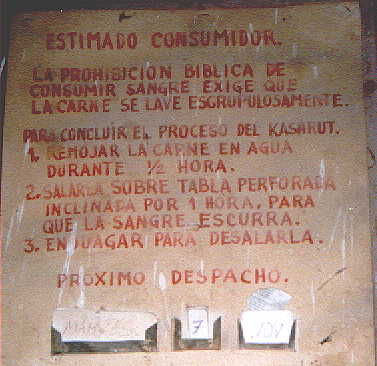 ESTIMADO CONSUMIDOR.
LA PROHIBICION BIBLICA DE
CONSUMIR SANGRE EXIGE QUE
LA CARNE SE LAVE ESCRUPULOSAMENTE.
PARA CONCLUIR EL PROCESO DEL KASHRUT.
1. REMOJAR LA CARNE EN AGUA
DURANTE ½ HORA.
2. SALARLA SOBRE TABLA PERFORADA
INCLINADA POR 1 HORA, PARA
QUE LA SANGRE ESCURRA.
3. ENJUAGAR PARA DESALARLA.
PROXIMO DESPACHO.
7